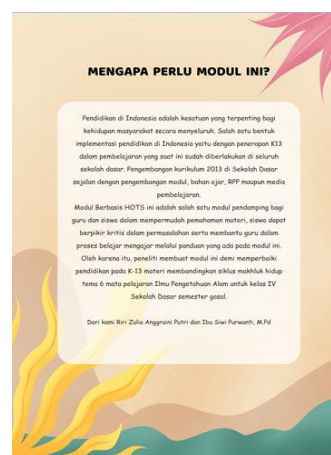 MENGAPA PERLU MODUL INI?
Pendidikan di Indonesia adalah kesatuan yang terpenting bagi
kehidupan masyarakat secara menyeluruh. Salah satu bentuk
implementasi pendidikan di Indonesia yaitu dengan penerapan K13
dalam pembelajaran yang saat ini sudah diberlakukan di seluruh
sekolah dasar. Pengembangan kurikulum 2013 di Sekolah Dasar
sejalan dengan pengembangan modul, bahan ajar, RPP maupun media
pembelajaran.
Modul Berbasis HOTS ini adalah salah satu modul pendamping bagi
guru dan siswa dalam mempermudah pemahaman materi, siswa dapat
berpikir kritis dalam permasalahan serta membantu guru dalam
proses belajar mengajar melalui panduan yang ada pada modul ini.
Oleh karena itu, peneliti membuat ini demi memperbaiki
pendidikan pada K-13 materi membandingkan siklus makhluk hidup
tema 6 mata pelajaran Ilmu Pengetahuan Alam untuk kelas IV
Sekolah Dasar semester gasal.
Dari kami Riri Zulia Anggraini Putri dan Ibu Siwi Purwanti, M.Pd